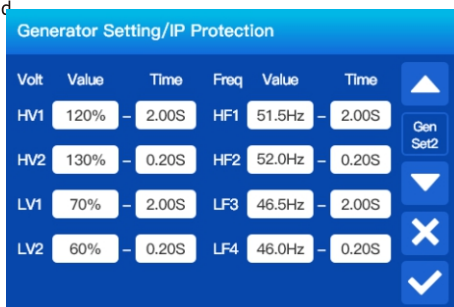 d
Generator Setting/IP Protection
Volt Value Time Freq Value Time
HV1 120% – 2.00S HF1 51.5Hz – 2.00S
Gen
Set2
HV2 130% – 0.20S HF2 52.0Hz – 0.20S
LV1 70% – 2.00S LF3 46.5Hz – 2.00S
LV2 60% – 0.20S LF4 46.0Hz – 0.20S